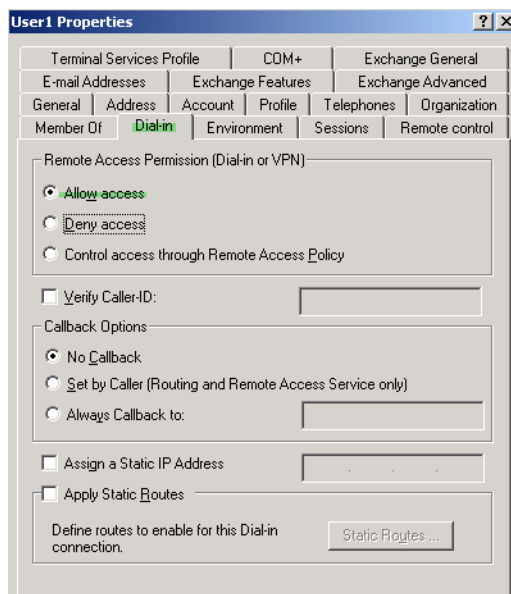 User1 Properties
Terminal Services Profile COM+ Exchange General
E-mail Addresses Exchange Features Exchange Advanced
General Address Account Profile Telephones Organization
Member Of Dial-in Environment Sessions Remote control
Remote Access Permission (Dial-in or VPN)
Allow access
Deny access
Control access through Remote Access Policy
Verify Caller-ID:
Callback Options
No Callback
Set by Caller (Routing and Remote Access Service only)
Always Callback to:
Assign a Static IP Address
Apply Static Routes
Define routes to enable for this Dial-in
connection.
Static Routes ...